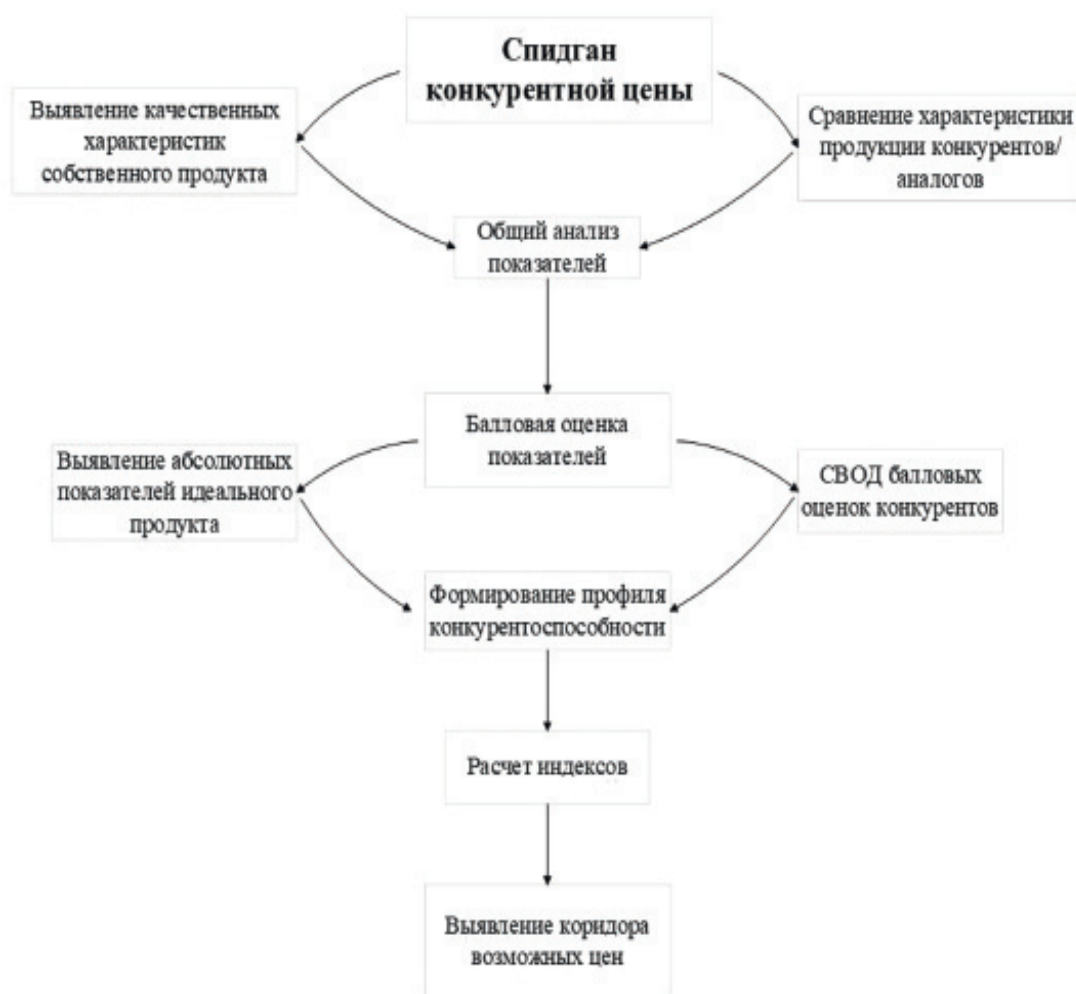 Спидган
конкурентной цены
Выявление качественных
характеристик
собственного продукта
Сравнение характеристики
продукции конкурентов/
аналогов
Общий анализ
показателей
Балловая оценка
показателей
Выявление абсолютных
показателей идеального
продукта
СВОД балловых
оценок конкурентов
Формирование профиля
конкурентоспособности
Расчет индексов
Выявление коридора
возможных цен